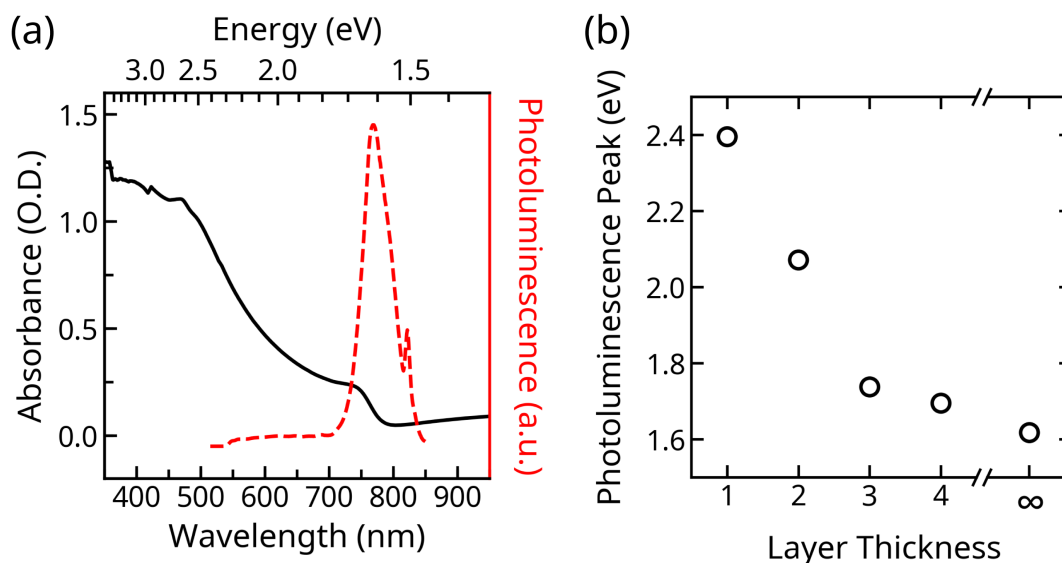 (a)
Energy (eV)
3.0 2.5 2.0 1.5
1.5
1.0
0.5
0.0
Absorbance (O.D.)
Photoluminescence (a.u.)
400 500 600 700 800 900
Wavelength (nm)
(b)
Photoluminescence Peak (eV)
2.4
2.2
2.0
1.8
1.6
1 2 3 4 ∞
Layer Thickness